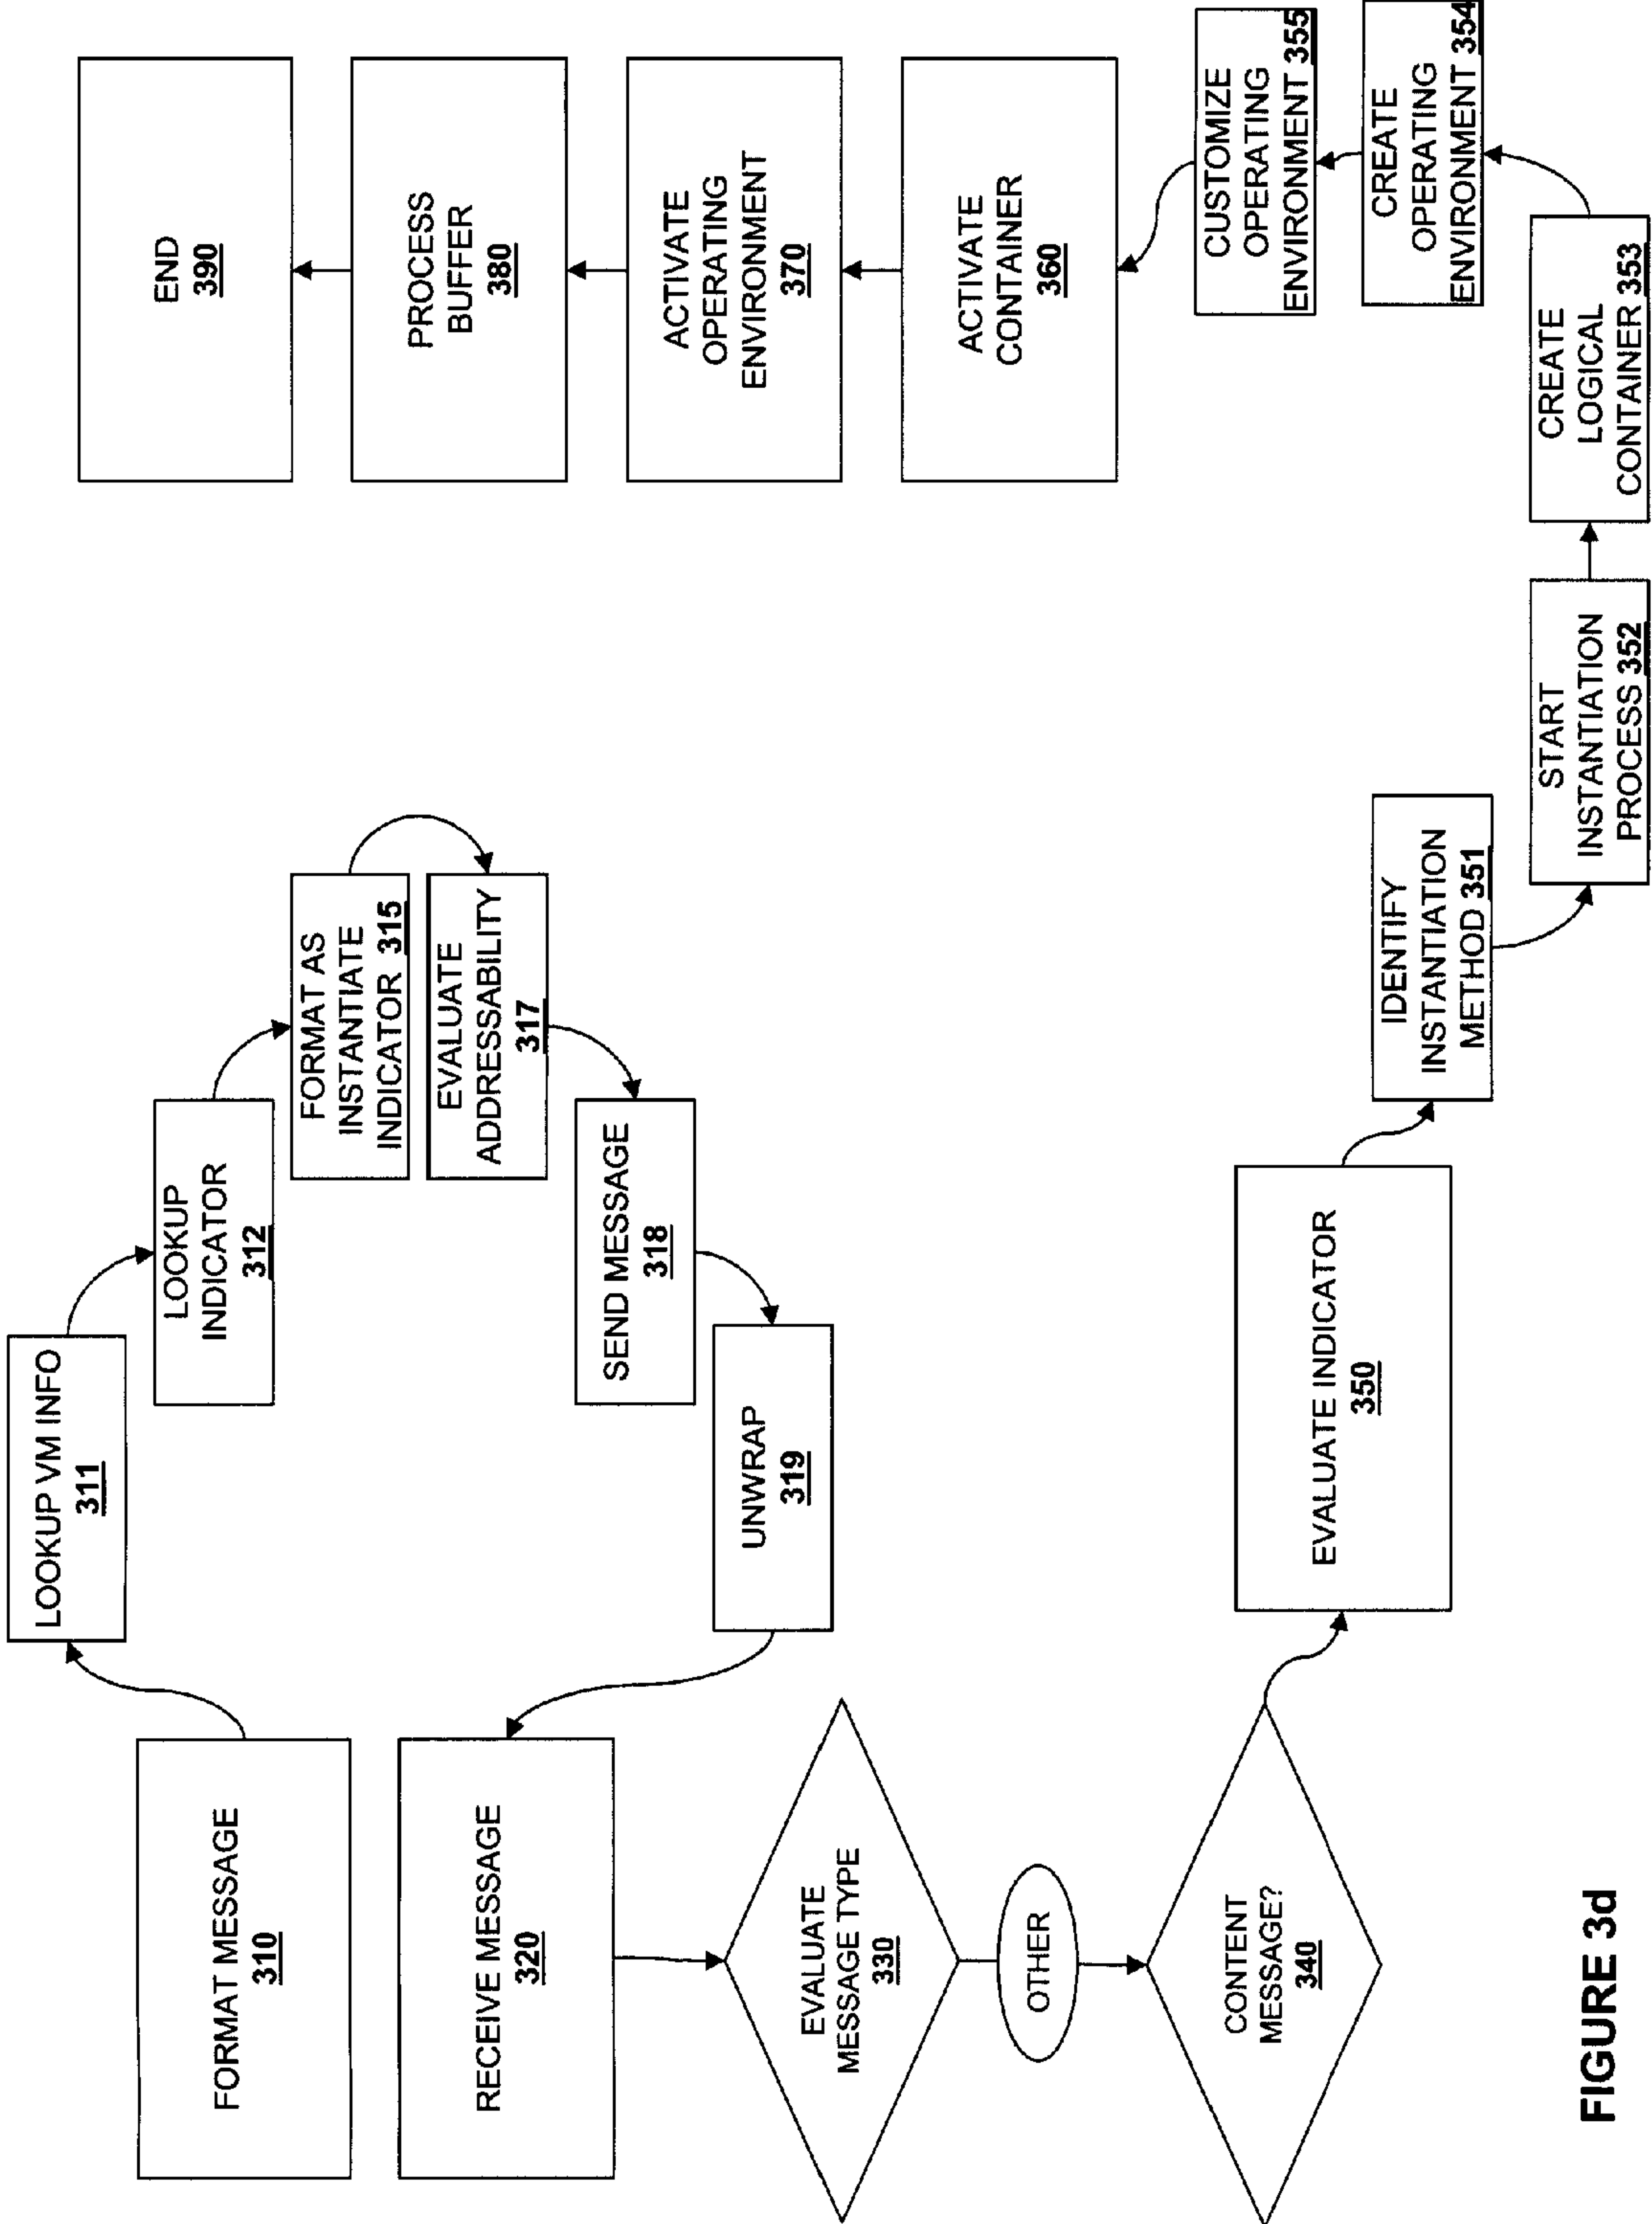 FORMAT MESSAGE
310
LOOKUP VM INFO
311
LOOKUP
INDICATOR
312
FORMAT AS
INSTANTIATE
INDICATOR 315
EVALUATE
ADDRESSABILITY
317
SEND MESSAGE
318
UNWRAP
319
RECEIVE MESSAGE
320
EVALUATE
MESSAGE TYPE
330
OTHER
CONTENT
MESSAGE?
340
EVALUATE INDICATOR
350
IDENTIFY
INSTANTIATION
METHOD 351
START
INSTANTIATION
PROCESS 352
CREATE
LOGICAL
CONTAINER 353
CREATE
OPERATING
ENVIRONMENT 354
CUSTOMIZE
OPERATING
ENVIRONMENT 355
ACTIVATE
CONTAINER
360
ACTIVATE
OPERATING
ENVIRONMENT
370
PROCESS
BUFFER
380
END
390
FIGURE 3d